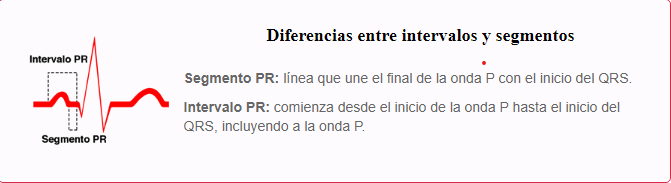 Diferencias entre intervalos y segmentos
Intervalo PR
Segmento PR
Segmento PR: línea que une el final de la onda P con el inicio del QRS.
Intervalo PR: comienza desde el inicio de la onda P hasta el inicio del
QRS, incluyendo a la onda P.